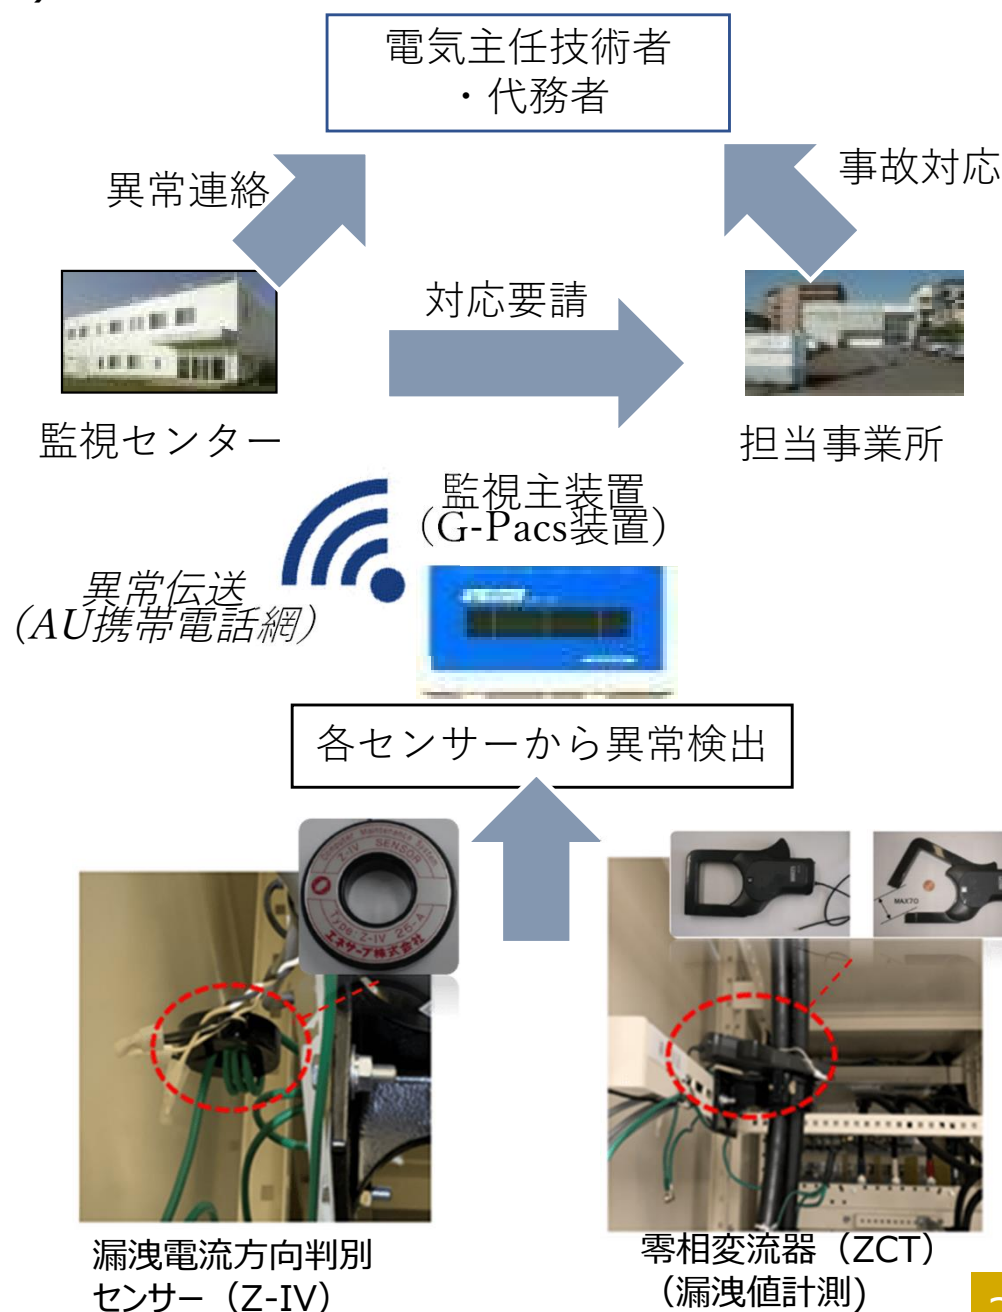 電気主任技術者
・代務者
異常連絡
事故対応
対応要請
監視センター
担当事業所
監視主装置
（G-Pacs装置）
異常伝送
（AU携帯電話網）
各センサーから異常検出
Computer Maintenance System
Z-IV SENSOR
Type: Z-IV 26-A
エネサーブ株式会社
MAX70
漏洩電流方向判別
センサー（Z-IV）
零相変流器（ZCT）
（漏洩値計測)